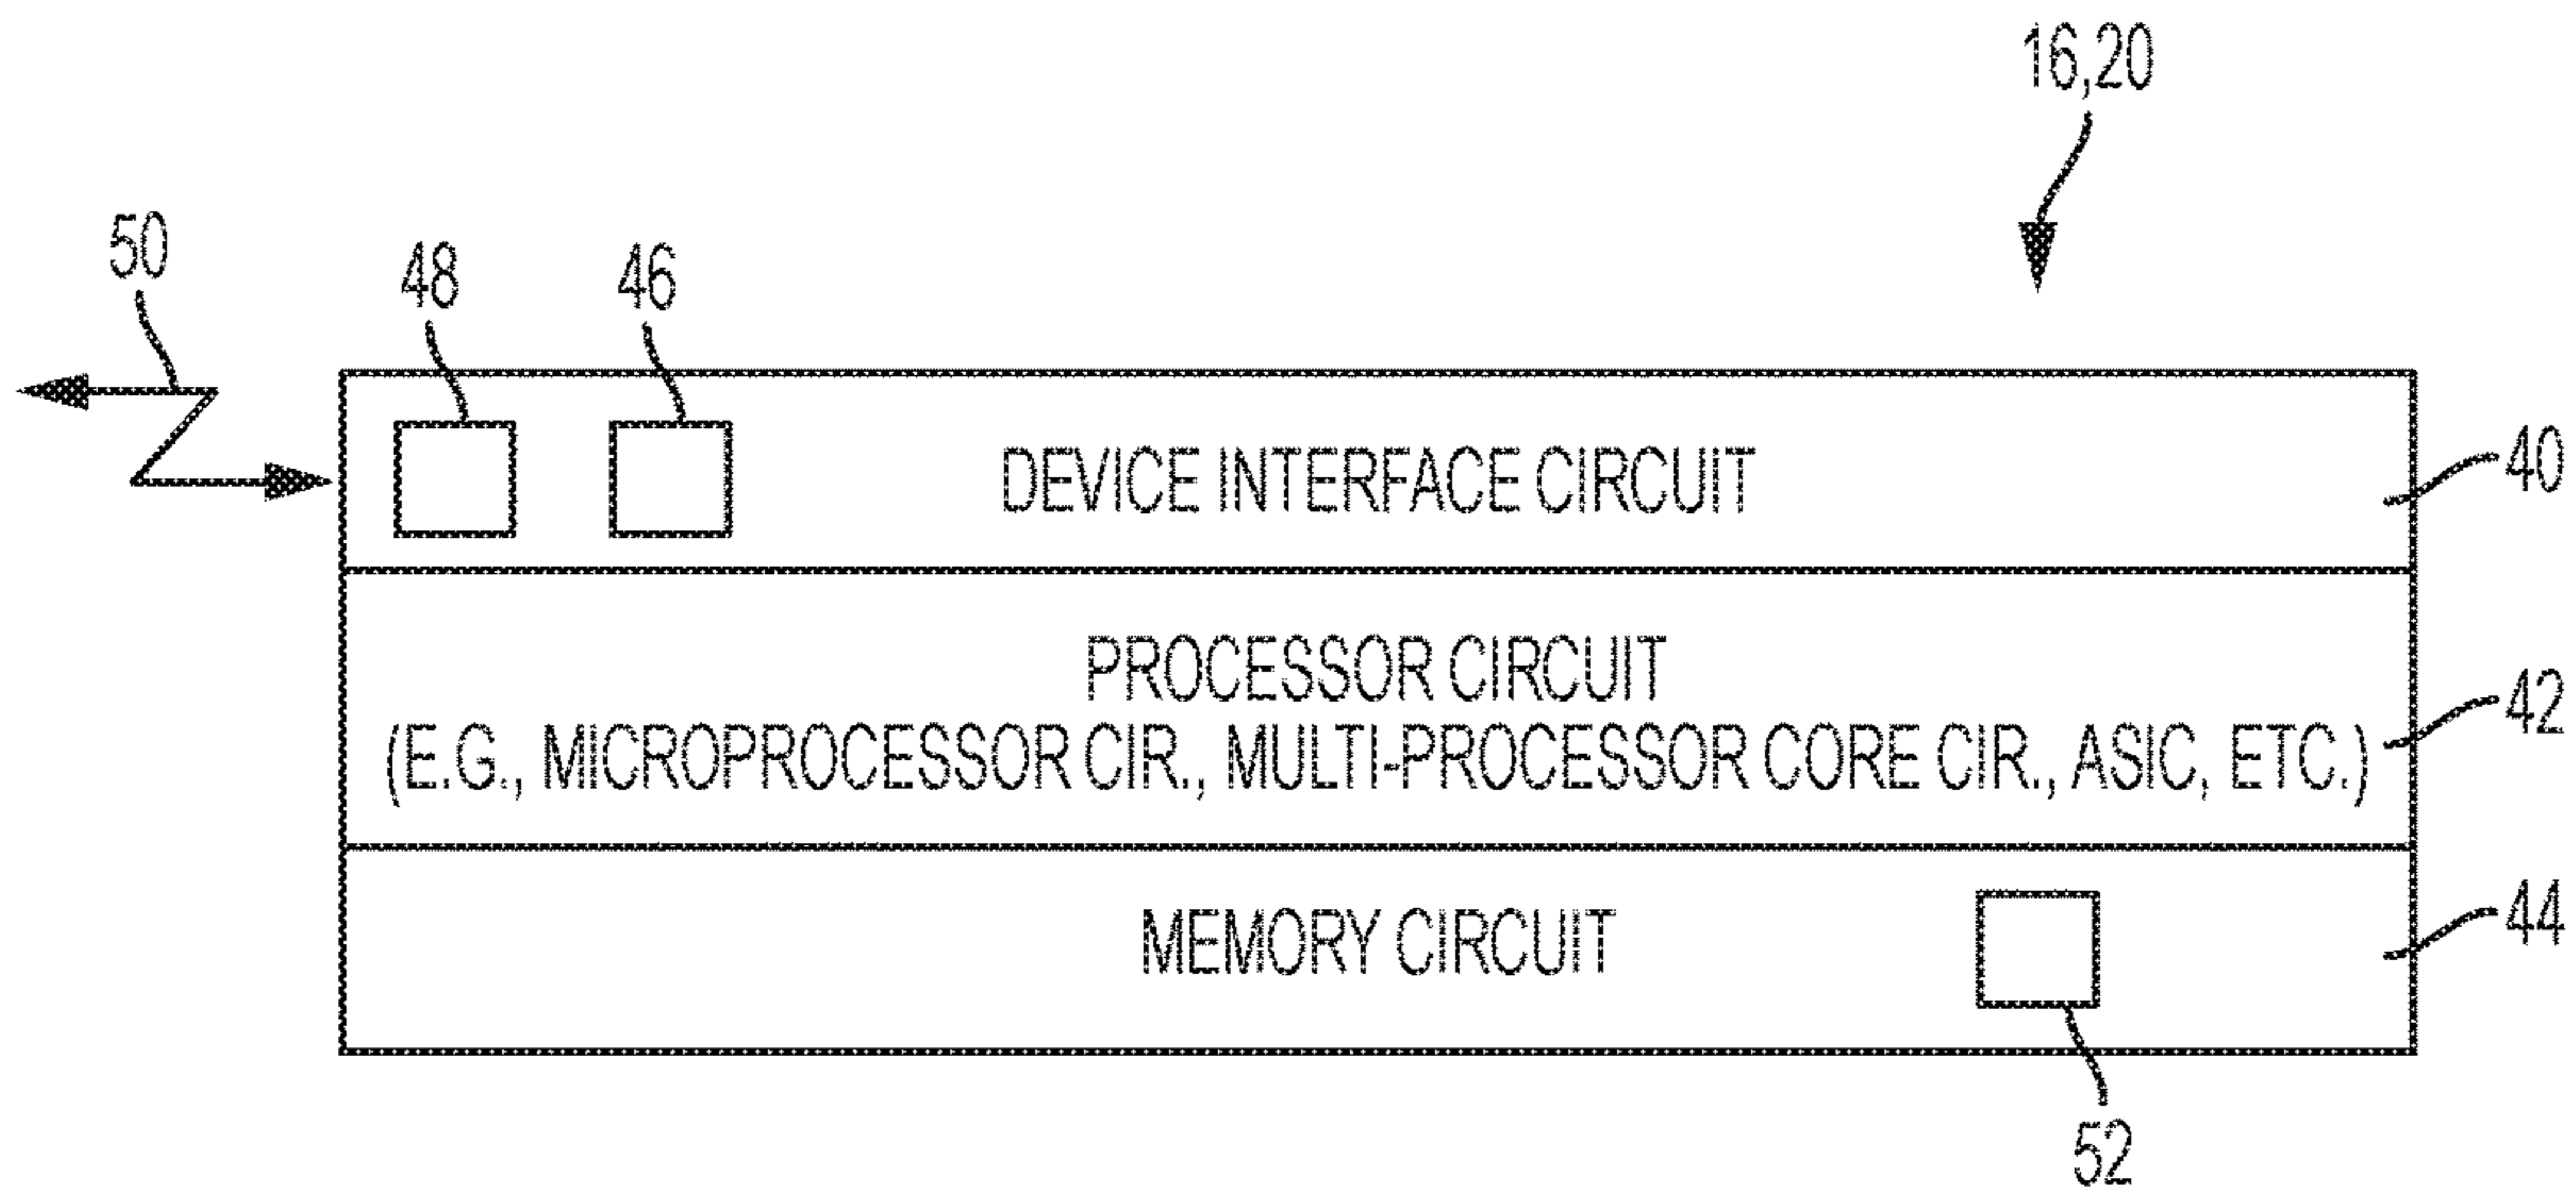 16,20
50
48
46
DEVICE INTERFACE CIRCUIT
40
PROCESSOR CIRCUIT
(E.G., MICROPROCESSOR CIR., MULTI-PROCESSOR CORE CIR., ASIC, ETC.)
42
MEMORY CIRCUIT
44
52